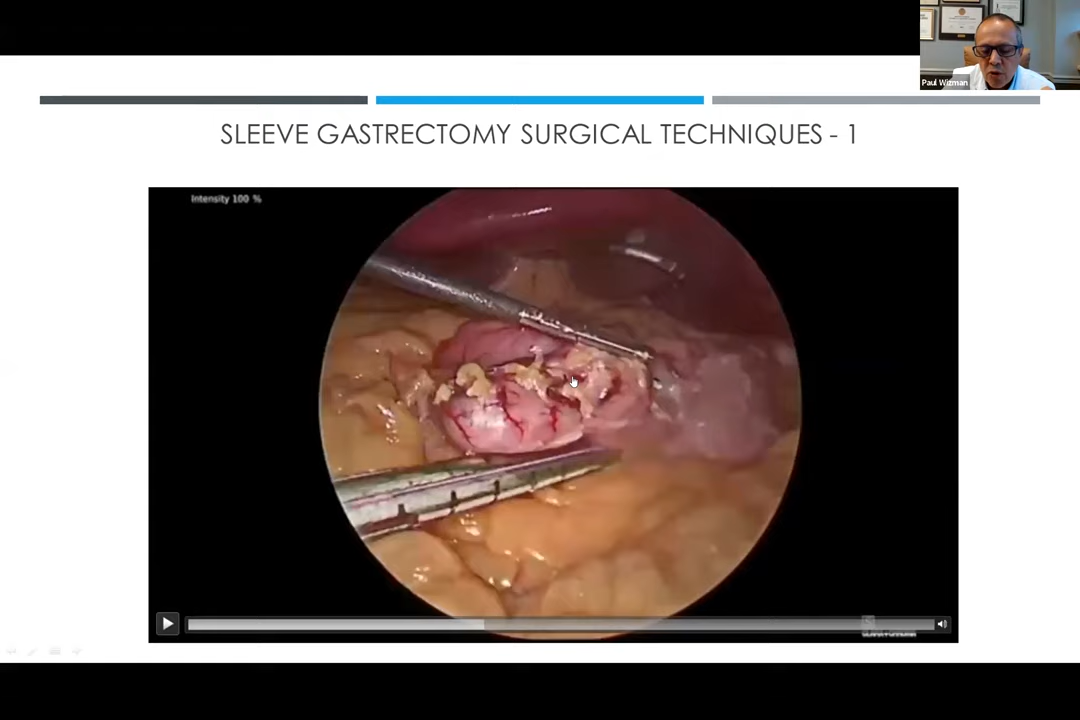 Paul Wizman
SLEEVE GASTRECTOMY SURGICAL TECHNIQUES - 1
Intensity 100 %